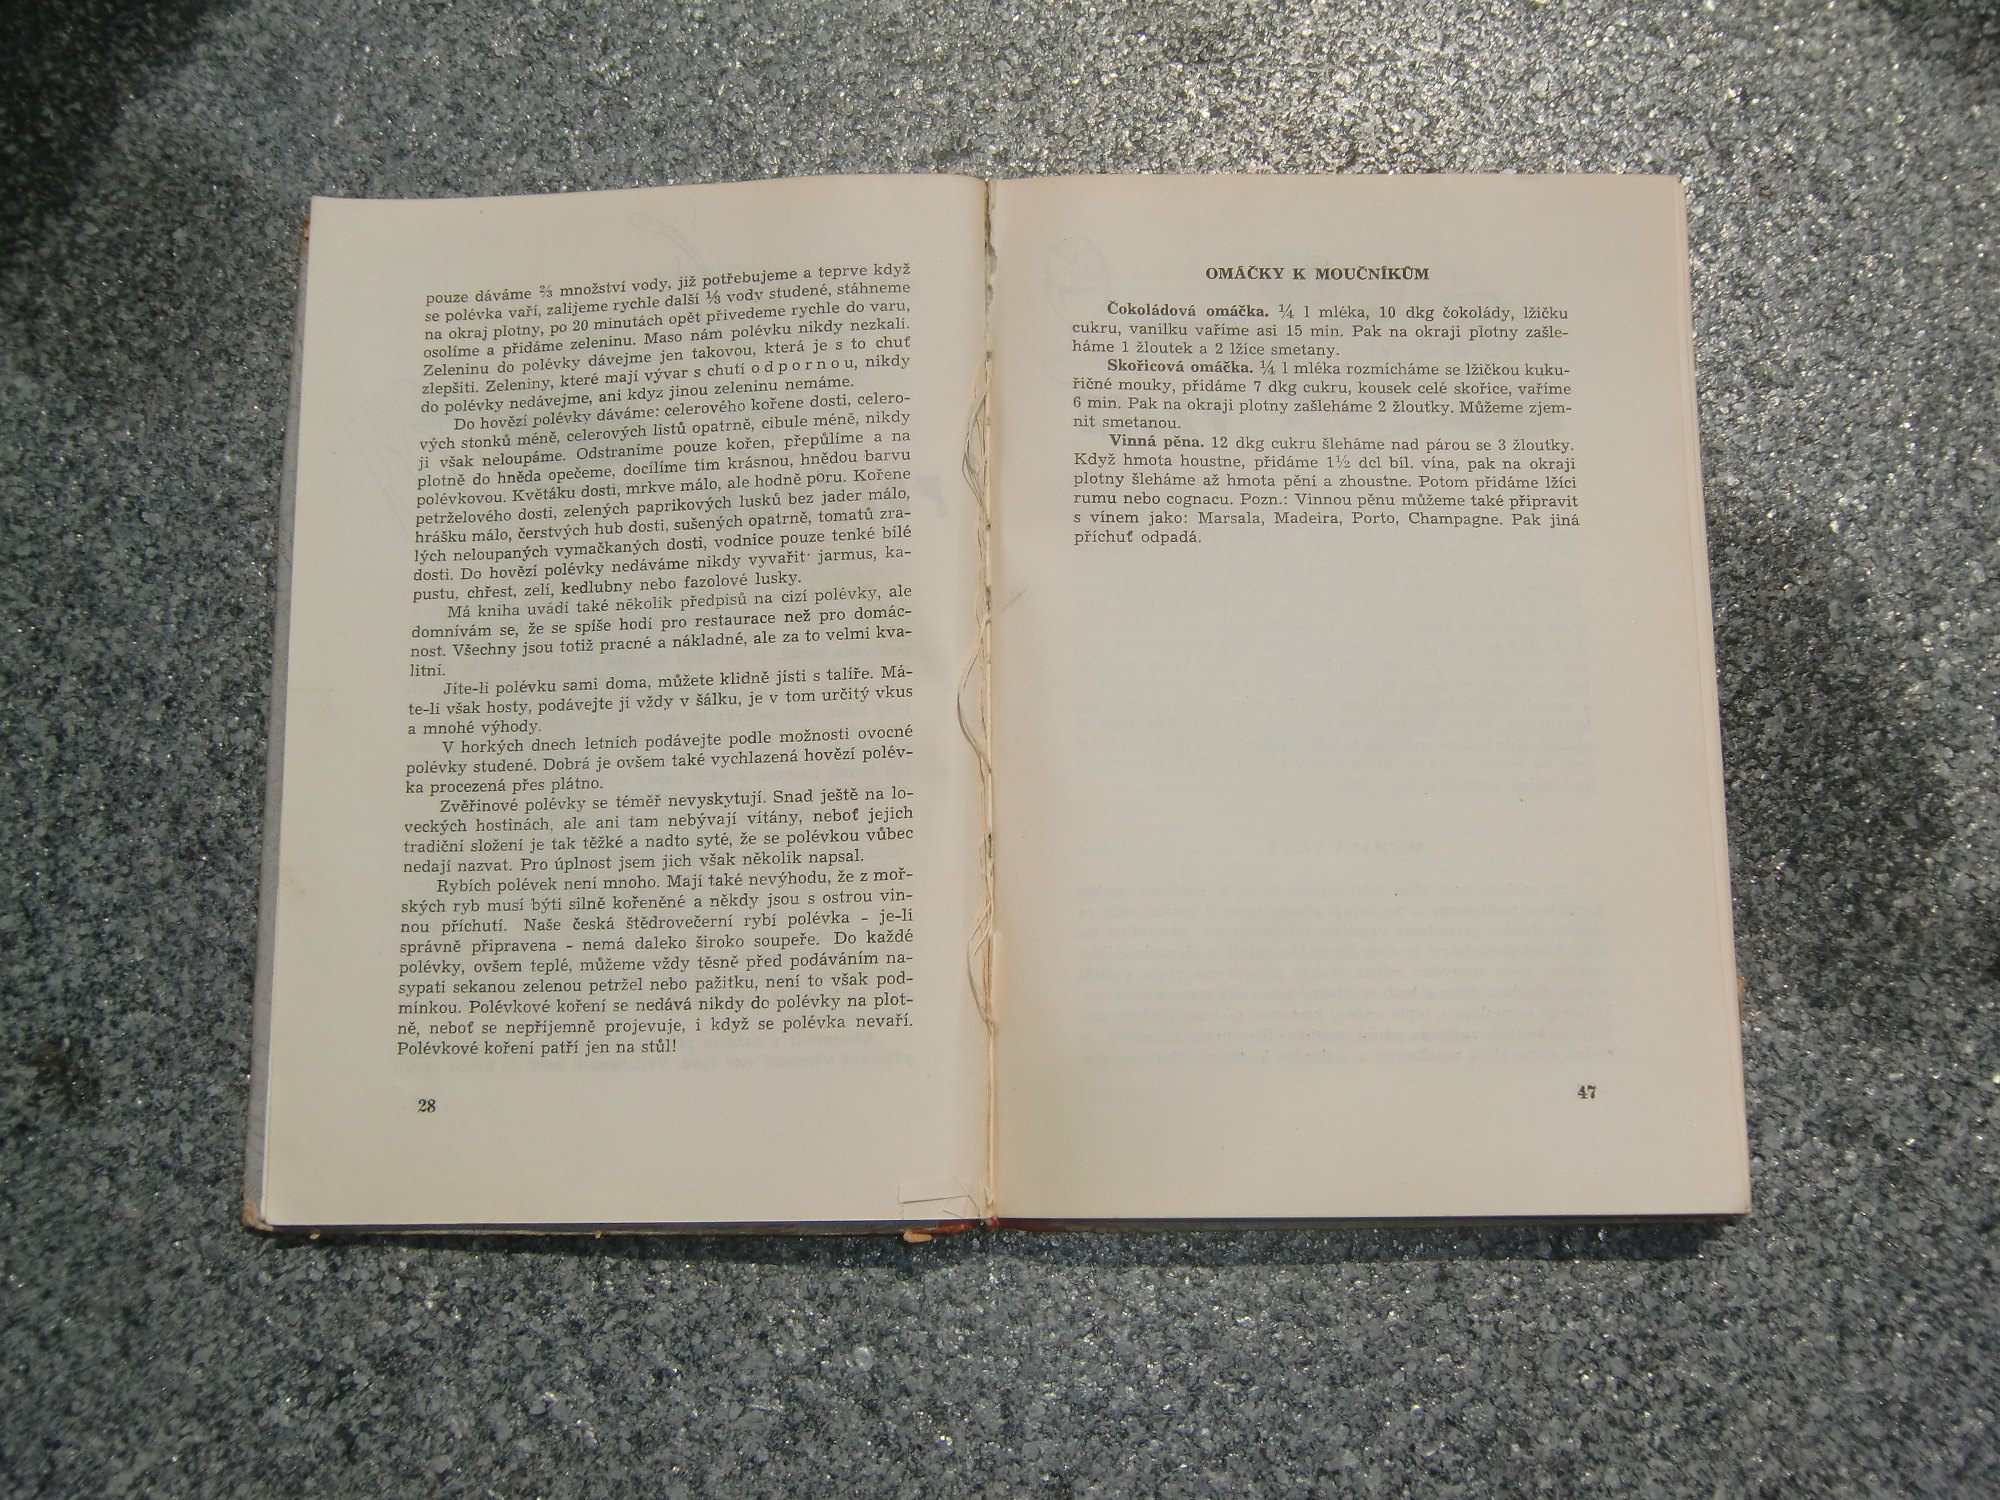 pouze dáváme ⅔ množství vody, již potřebujeme a teprve když
se polévka vaří, zalijeme rychle další ⅓ vody studené, stáhneme
na okraj plotny, po 20 minutách opět přivedeme rychle do varu,
osolíme a přidáme zeleninu. Maso nám polévku nikdy nezkalí.
Zeleninu do polévky dávejme jen takovou, která je s to chuť
zlepšiti. Zeleniny, které mají vývar s chutí odpornou, nikdy
do polévky nedávejme, ani kdyz jinou zeleninu nemáme.
Do hovězí polévky dáváme: celerového kořene dosti, celero-
vých stonků méně, celerových listů opatrně, cibule méně, nikdy
ji však neloupáme. Odstraníme pouze kořen, přepůlíme a na
plotně do hněda opečeme, docílíme tím krásnou, hnědou barvu
polévkovou. Květáku dosti, mrkve málo, ale hodně póru. Kořene
petrželového dosti, zelených paprikových lusků bez jader málo,
hrášku málo, čerstvých hub dosti, sušených opatrně, tomatů zra-
lých neloupaných vymačkaných dosti, vodnice pouze tenké bílé
dosti. Do hovězí polévky nedáváme nikdy vyvařit· jarmus, ka-
pustu, chřest, zelí, kedlubny nebo fazolové lusky.
Má kniha uvádí také několik předpisů na cizí polévky, ale
domnívám se, že se spíše hodí pro restaurace než pro domác-
nost. Všechny jsou totiž pracné a nákladné, ale za to velmi kva-
litní.
Jíte-li polévku sami doma, můžete klidně jísti s talíře. Má-
te-li však hosty, podávejte ji vždy v šálku, je v tom určitý vkus
a mnohé výhody.
V horkých dnech letních podávejte podle možnosti ovocné
polévky studené. Dobrá je ovšem také vychlazená hovězí polév-
ka procezená přes plátno.
Zvěřinové polévky se téměř nevyskytují. Snad ještě na lo-
veckých hostinách, ale ani tam nebývají vítány, neboť jejich
tradiční složení je tak těžké a nadto syté, že se polévkou vůbec
nedají nazvat. Pro úplnost jsem jich však několik napsal.
Rybích polévek není mnoho. Mají také nevýhodu, že z moř-
ských ryb musí býti silně kořeněné a někdy jsou s ostrou vin-
nou příchutí. Naše česká štědrovečerní rybí polévka - je-li
správně připravena - nemá daleko široko soupeře. Do každé
polévky, ovšem teplé, můžeme vždy těsně před podáváním na-
sypati sekanou zelenou petržel nebo pažitku, není to však pod-
mínkou. Polévkové koření se nedává nikdy do polévky na plot-
ně, neboť se nepříjemně projevuje, i když se polévka nevaří.
Polévkové koření patří jen na stůl!
28
OMÁČKY K MOUČNÍKŮM
Čokoládová omáčka. ¼ l mléka, 10 dkg čokolády, lžičku
cukru, vanilku vaříme asi 15 min. Pak na okraji plotny zašle-
háme 1 žloutek a 2 lžíce smetany.
Skořicová omáčka. ¼ l mléka rozmícháme se lžičkou kuku-
řičné mouky, přidáme 7 dkg cukru, kousek celé skořice, vaříme
6 min. Pak na okraji plotny zašleháme 2 žloutky. Můžeme zjem-
nit smetanou.
Vinná pěna. 12 dkg cukru šleháme nad párou se 3 žloutky.
Když hmota houstne, přidáme 1½ dcl bíl. vína, pak na okraji
plotny šleháme až hmota pění a zhoustne. Potom přidáme lžíci
rumu nebo cognacu. Pozn.: Vinnou pěnu můžeme také připravit
s vínem jako: Marsala, Madeira, Porto, Champagne. Pak jiná
příchuť odpadá.
47